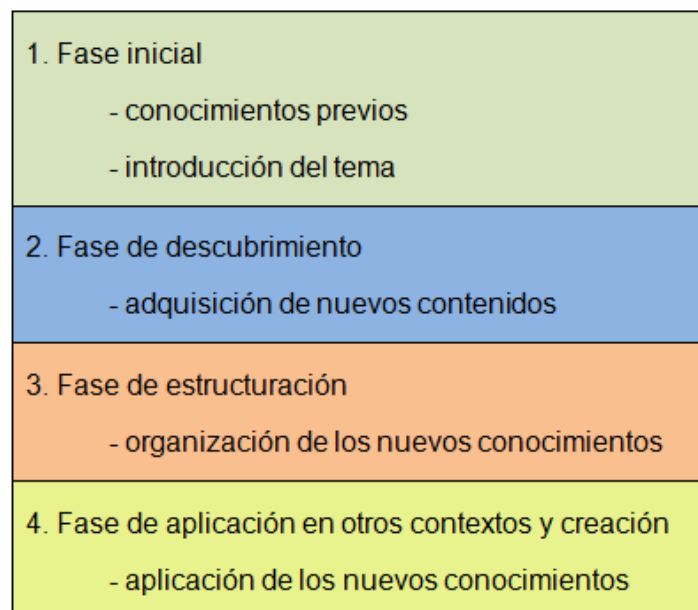 1. Fase inicial
- conocimientos previos
- introducción del tema
2. Fase de descubrimiento
- adquisición de nuevos contenidos
3. Fase de estructuración
- organización de los nuevos conocimientos
4. Fase de aplicación en otros contextos y creación
- aplicación de los nuevos conocimientos